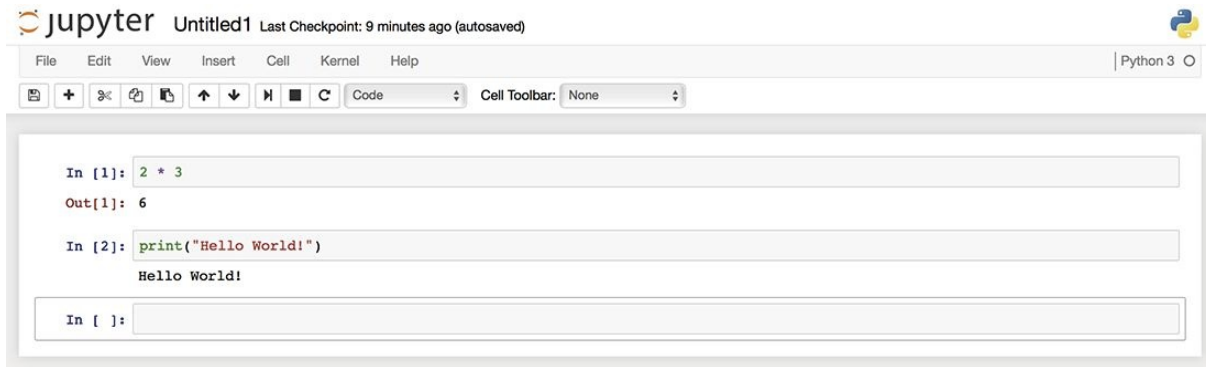 jupyter Untitled1 Last Checkpoint: 9 minutes ago (autosaved)
File Edit View Insert Cell Kernel Help Python 3
Code Cell Toolbar: None
In [1]: 2 * 3
Out[1]: 6
In [2]: print("Hello World!")
Hello World!
In [ ]: